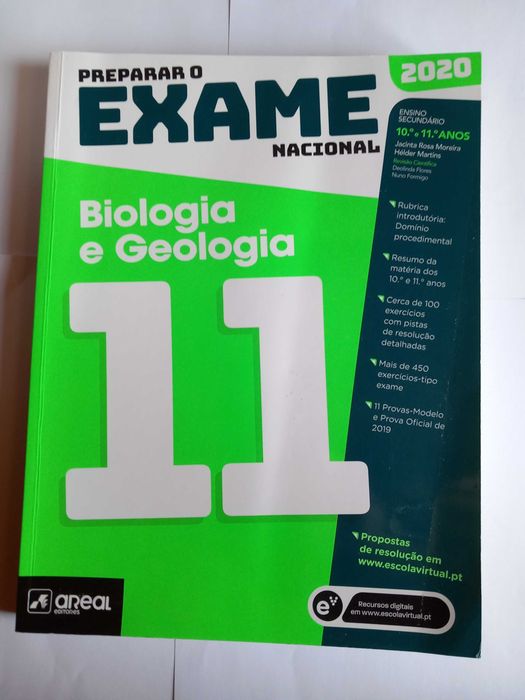 PREPARAR O
EXAME
NACIONAL
2020
ENSINO
SECUNDÁRIO
10.º e 11.º ANOS
Jacinta Rosa Moreira
Hélder Martins
Revisão Científica
Deolinda Flores
Nuno Formigo
Biologia
e Geologia
11
Rubrica
introdutória:
Domínio
procedimental
Resumo da
matéria dos
10.º e 11.º anos
Cerca de 100
exercícios
com pistas
de resolução
detalhadas
Mais de 450
exercícios-tipo
exame
11 Provas-Modelo
e Prova Oficial de
2019
Propostas
de resolução em
www.escolavirtual.pt
e
Recursos digitais
em www.escolavirtual.pt
areal
EDITORES